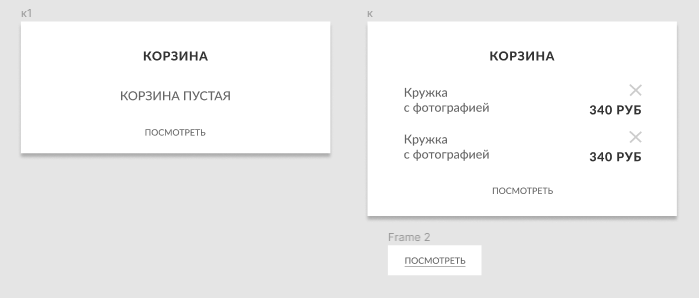 к1
КОРЗИНА
КОРЗИНА ПУСТАЯ
ПОСМОТРЕТЬ
к
КОРЗИНА
Кружка
с фотографией
340 РУБ
Кружка
с фотографией
340 РУБ
ПОСМОТРЕТЬ
Frame 2
ПОСМОТРЕТЬ